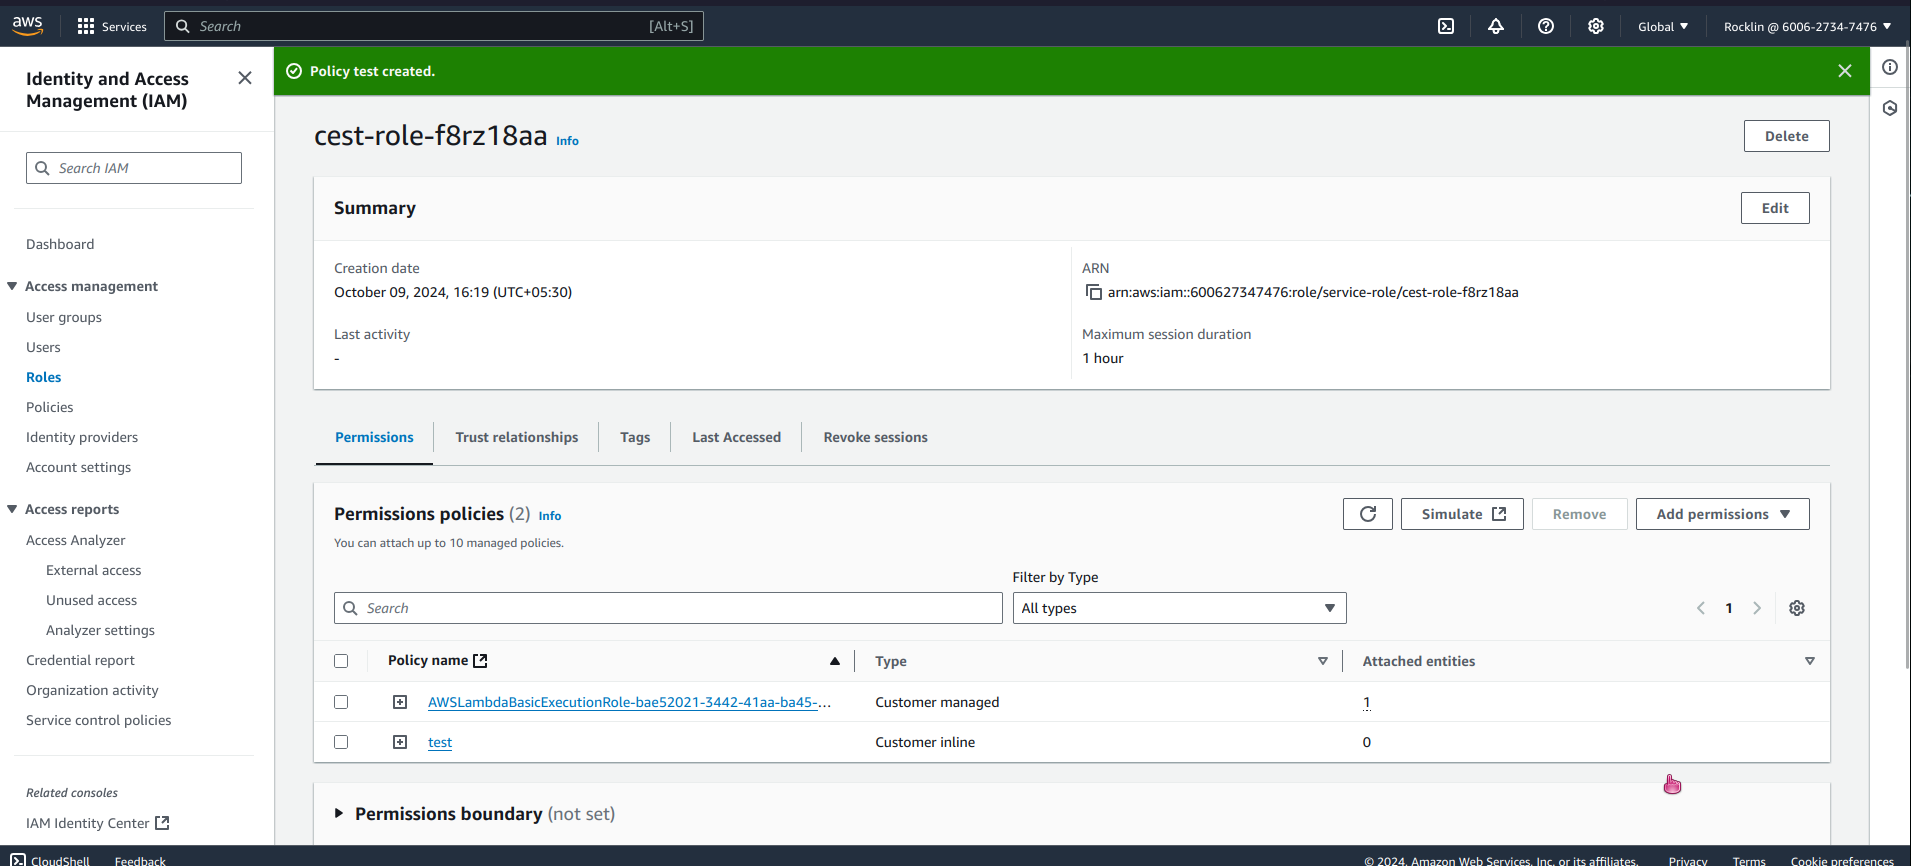 aws
Services
Search
[Alt+S]
Global
Rocklin @ 6006-2734-7476
Identity and Access
Management (IAM)
Search IAM
Dashboard
Access management
User groups
Users
Roles
Policies
Identity providers
Account settings
Access reports
Access Analyzer
External access
Unused access
Analyzer settings
Credential report
Organization activity
Service control policies
Related consoles
IAM Identity Center
Policy test created.
cest-role-f8rz18aa Info
Delete
Summary
Edit
Creation date
October 09, 2024, 16:19 (UTC+05:30)
ARN
arn:aws:iam::600627347476:role/service-role/cest-role-f8rz18aa
Last activity
-
Maximum session duration
1 hour
Permissions
Trust relationships
Tags
Last Accessed
Revoke sessions
Permissions policies (2) Info
You can attach up to 10 managed policies.
Simulate
Remove
Add permissions
Filter by Type
Search
All types
1
Policy name
Type
Attached entities
AWSLambdaBasicExecutionRole-bae52021-3442-41aa-ba45-...
Customer managed
1
test
Customer inline
0
Permissions boundary (not set)
CloudShell
Feedback
© 2024, Amazon Web Services, Inc. or its affiliates.
Privacy
Terms
Cookie preferences